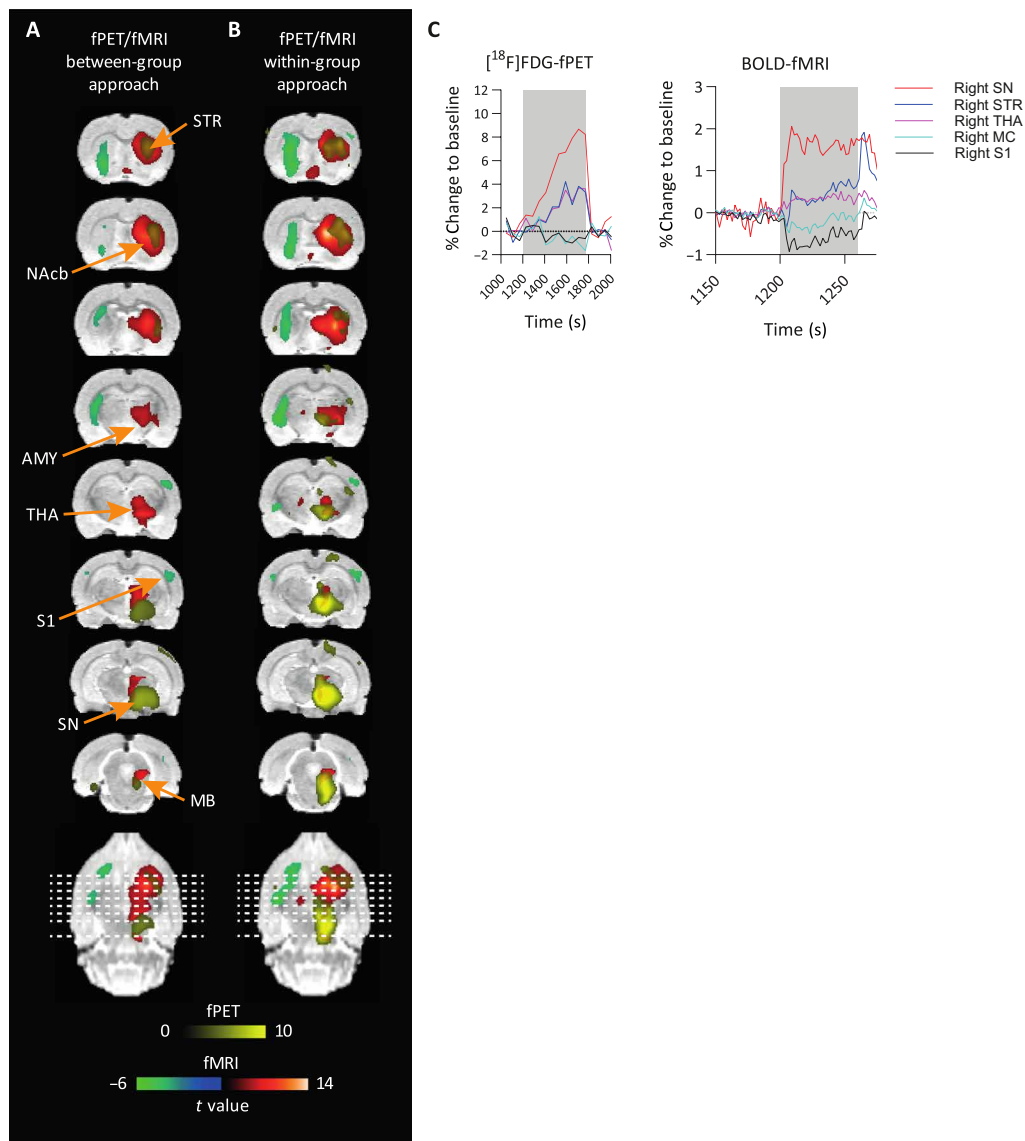 A
fPET/fMRI
between-group
approach
B
fPET/fMRI
within-group
approach
STR
NAcb
AMY
THA
S1
SN
MB
fPET
0 10
fMRI
–6 14
t value
C
[18F]FDG-fPET
% Change to baseline
12
10
8
6
4
2
0
–2
1000 1200 1400 1600 1800 2000
Time (s)
BOLD-fMRI
% Change to baseline
3
2
1
0
–1
1150 1200 1250
Time (s)
Right SN
Right STR
Right THA
Right MC
Right S1